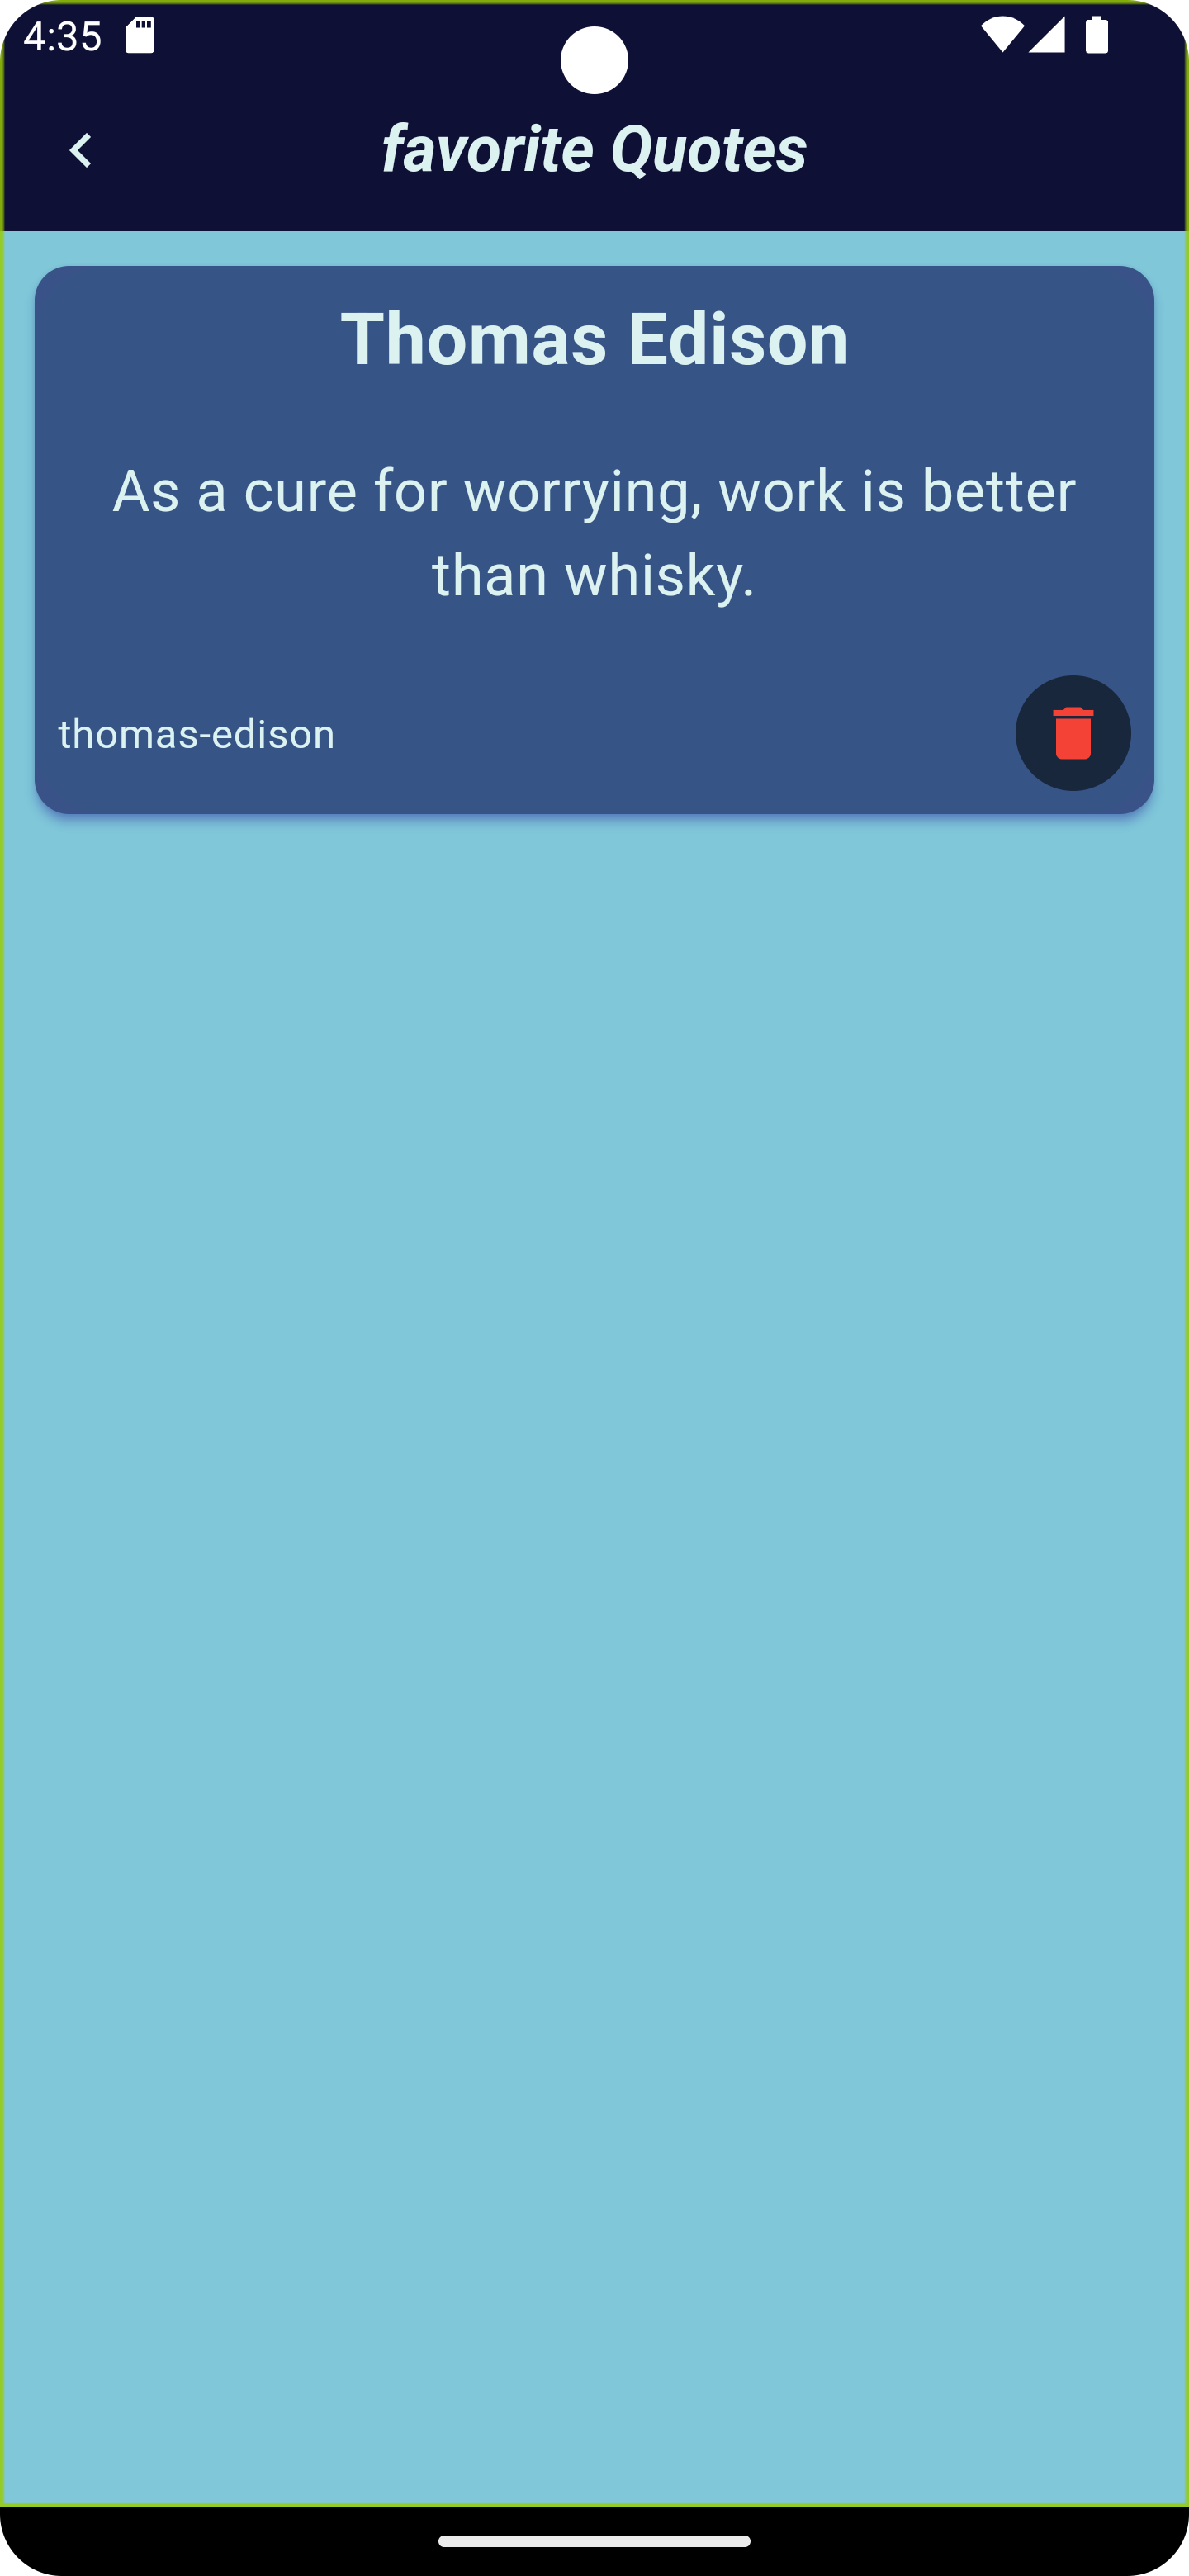 4:35
favorite Quotes
Thomas Edison
As a cure for worrying, work is better
than whisky.
thomas-edison